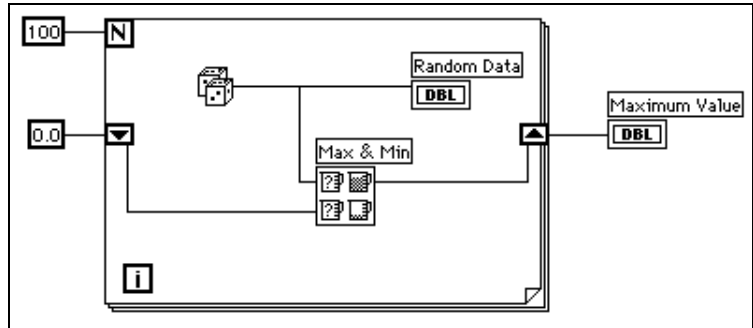 100
N
Random Data
DBL
Maximum Value
DBL
0.0
Max & Min
?
?
i